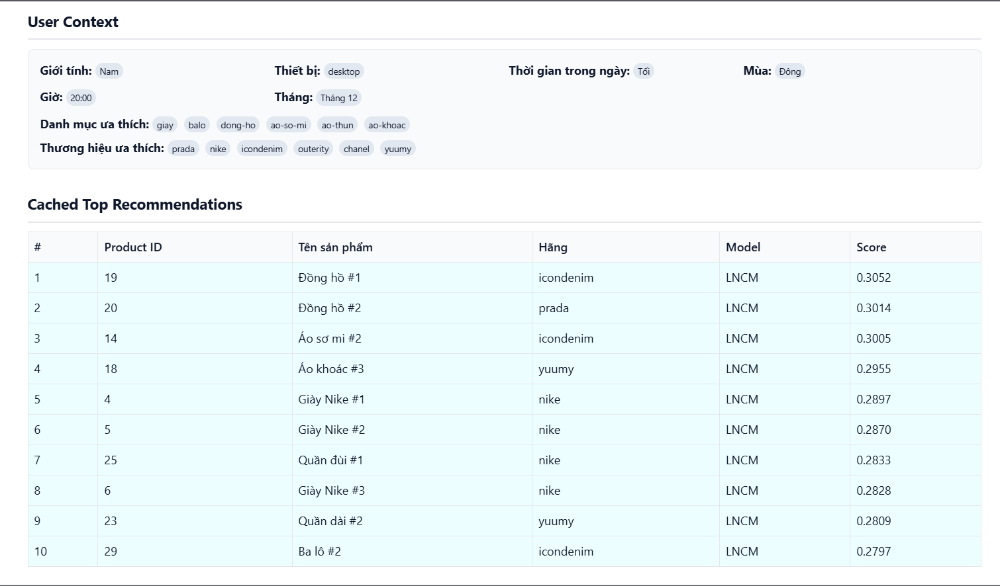 User Context
Giới tính: Nam Thiết bị: desktop Thời gian trong ngày: Tối Mùa: Đông
Giờ: 20:00 Tháng: Tháng 12
Danh mục ưa thích: giay balo dong-ho ao-so-mi ao-thun ao-khoac
Thương hiệu ưa thích: prada nike icondenim outerity chanel yuumy
Cached Top Recommendations
# Product ID Tên sản phẩm Hãng Model Score
1 19 Đồng hồ #1 icondenim LNCM 0.3052
2 20 Đồng hồ #2 prada LNCM 0.3014
3 14 Áo sơ mi #2 icondenim LNCM 0.3005
4 18 Áo khoác #3 yuumy LNCM 0.2955
5 4 Giày Nike #1 nike LNCM 0.2897
6 5 Giày Nike #2 nike LNCM 0.2870
7 25 Quần đùi #1 nike LNCM 0.2833
8 6 Giày Nike #3 nike LNCM 0.2828
9 23 Quần dài #2 yuumy LNCM 0.2809
10 29 Ba lô #2 icondenim LNCM 0.2797